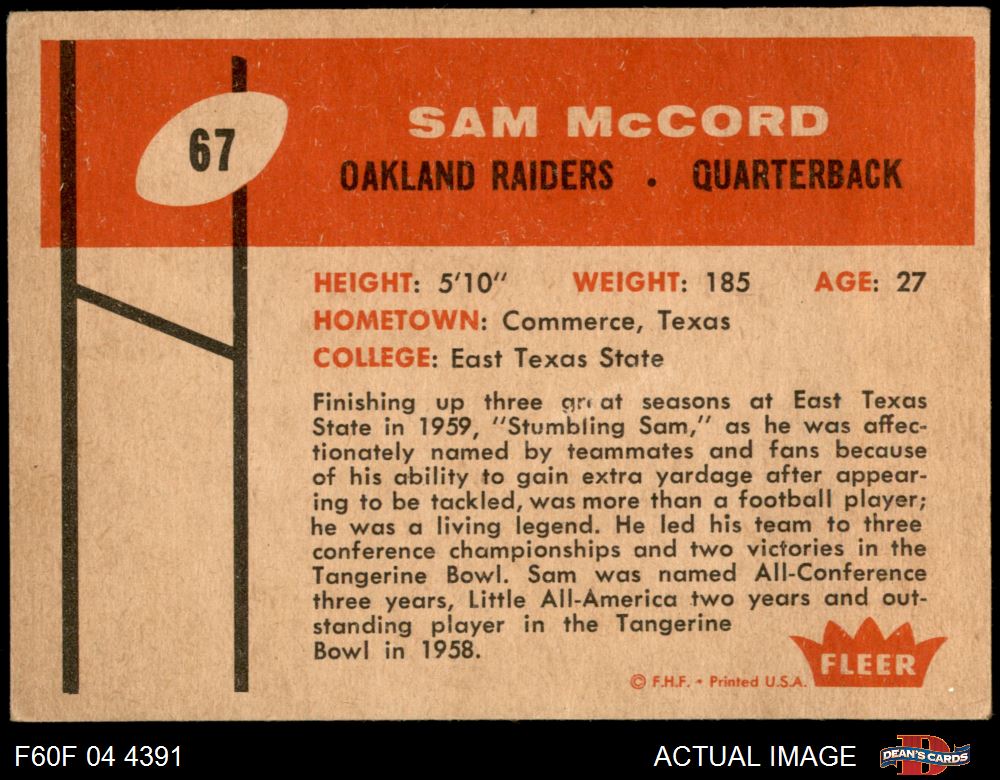 67
SAM McCORD
OAKLAND RAIDERS • QUARTERBACK
HEIGHT: 5'10" WEIGHT: 185 AGE: 27
HOMETOWN: Commerce, Texas
COLLEGE: East Texas State
Finishing up three great seasons at East Texas
State in 1959, "Stumbling Sam," as he was affec-
tionately named by teammates and fans because
of his ability to gain extra yardage after appear-
ing to be tackled, was more than a football player;
he was a living legend. He led his team to three
conference championships and two victories in the
Tangerine Bowl. Sam was named All-Conference
three years, Little All-America two years and out-
standing player in the Tangerine
Bowl in 1958.
FLEER
© F.H.F. • Printed U.S.A.
F60F 04 4391
ACTUAL IMAGE
DEAN'S CARDS